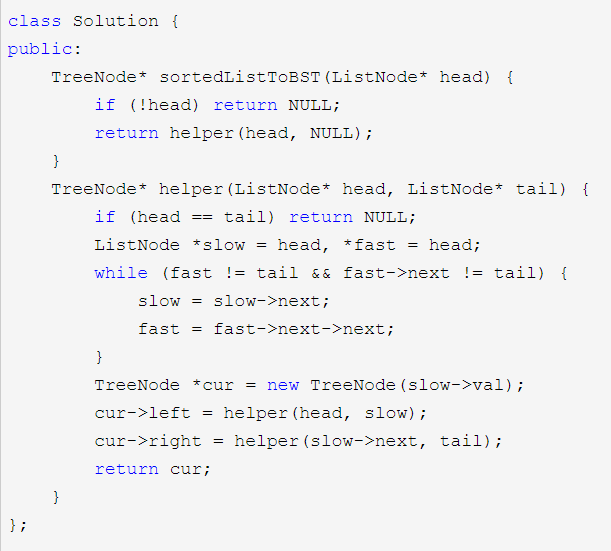 class Solution {
public:
    TreeNode* sortedListToBST(ListNode* head) {
        if (!head) return NULL;
        return helper(head, NULL);
    }
    TreeNode* helper(ListNode* head, ListNode* tail) {
        if (head == tail) return NULL;
        ListNode *slow = head, *fast = head;
        while (fast != tail && fast->next != tail) {
            slow = slow->next;
            fast = fast->next->next;
        }
        TreeNode *cur = new TreeNode(slow->val);
        cur->left = helper(head, slow);
        cur->right = helper(slow->next, tail);
        return cur;
    }
};